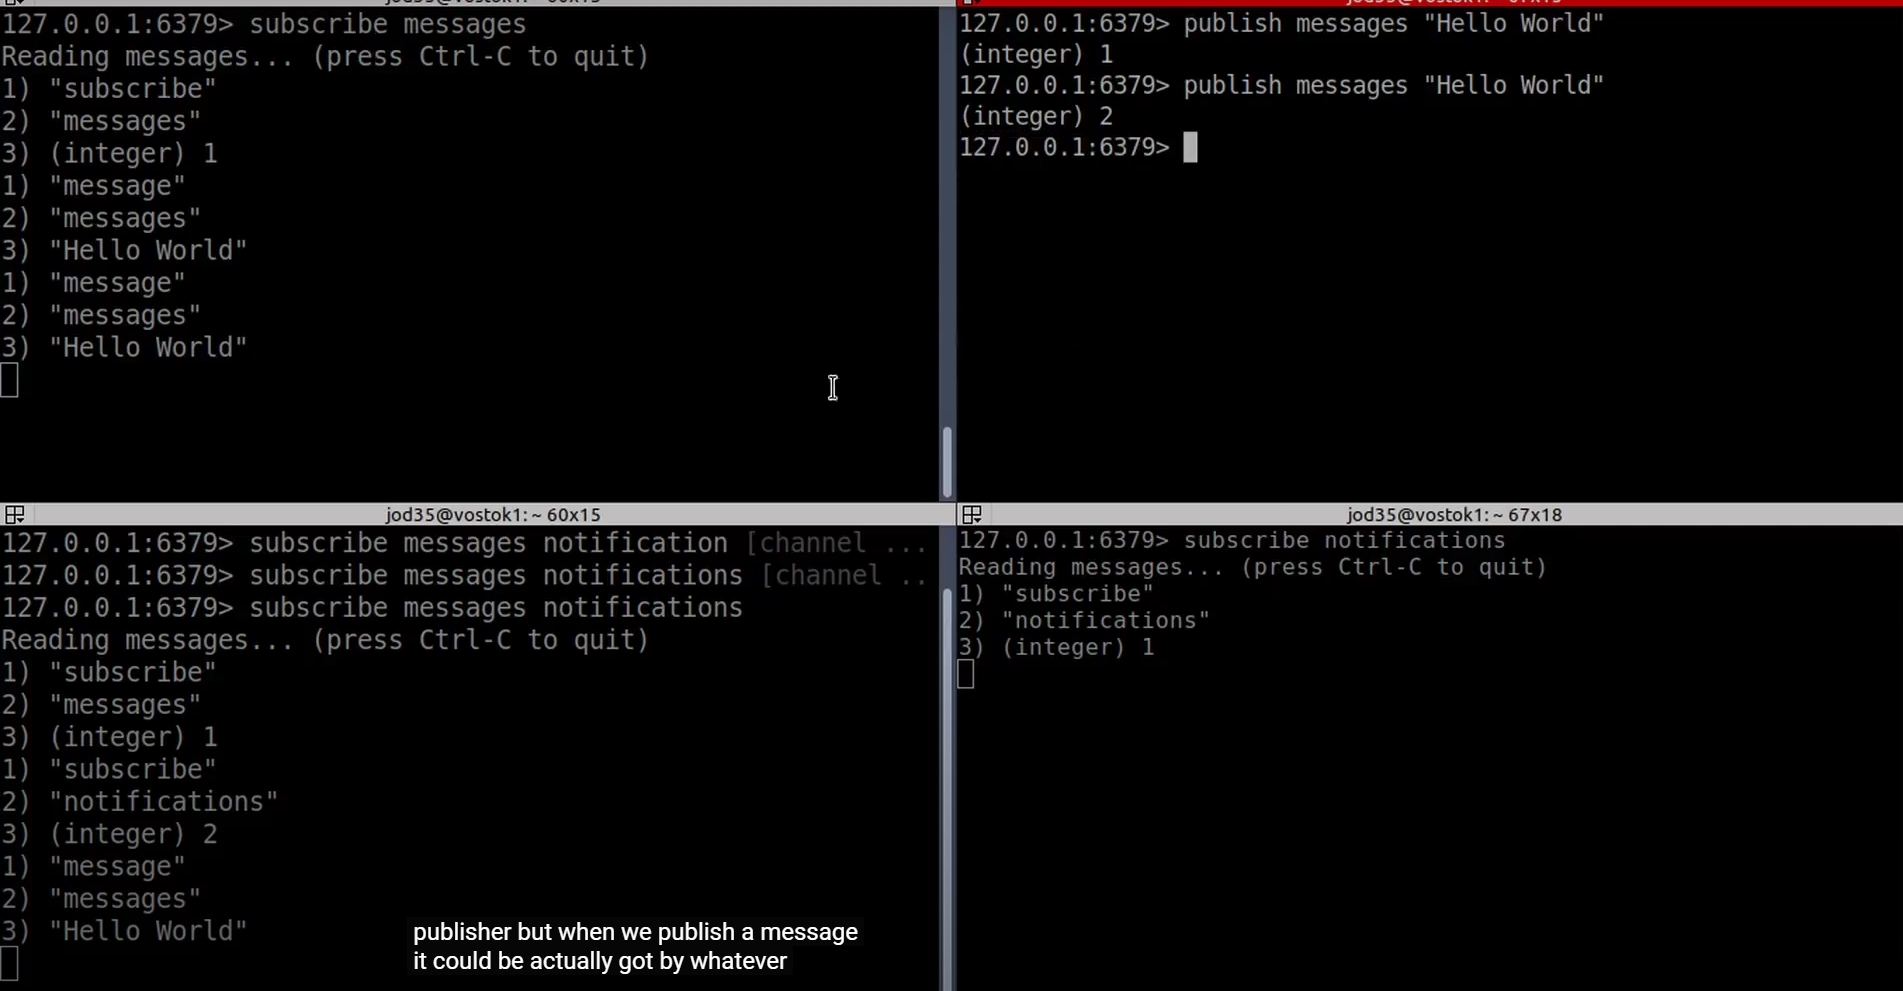 127.0.0.1:6379> subscribe messages
Reading messages... (press Ctrl-C to quit)
1) "subscribe"
2) "messages"
3) (integer) 1
1) "message"
2) "messages"
3) "Hello World"
1) "message"
2) "messages"
3) "Hello World"
127.0.0.1:6379> publish messages "Hello World"
(integer) 1
127.0.0.1:6379> publish messages "Hello World"
(integer) 2
127.0.0.1:6379>
jod35@vostok1: ~ 60x15
127.0.0.1:6379> subscribe messages notification [channel ...
127.0.0.1:6379> subscribe messages notifications [channel ..
127.0.0.1:6379> subscribe messages notifications
Reading messages... (press Ctrl-C to quit)
1) "subscribe"
2) "messages"
3) (integer) 1
1) "subscribe"
2) "notifications"
3) (integer) 2
1) "message"
2) "messages"
3) "Hello World"
jod35@vostok1: ~ 67x18
127.0.0.1:6379> subscribe notifications
Reading messages... (press Ctrl-C to quit)
1) "subscribe"
2) "notifications"
3) (integer) 1
publisher but when we publish a message
it could be actually got by whatever